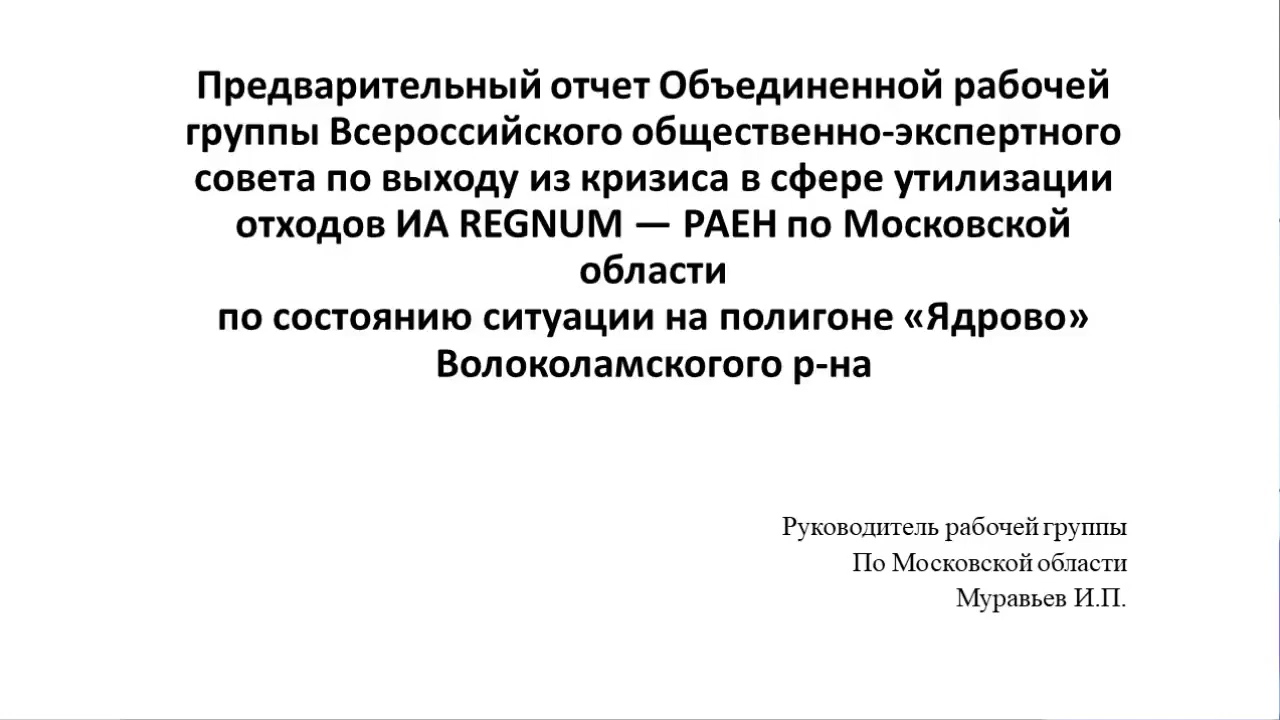 Предварительный отчет Объединенной рабочей
группы Всероссийского общественно-экспертного
совета по выходу из кризиса в сфере утилизации
отходов ИА REGNUM — РАЕН по Московской
области
по состоянию ситуации на полигоне «Ядрово»
Волоколамскогого р-на
Руководитель рабочей группы
По Московской области
Муравьев И.П.